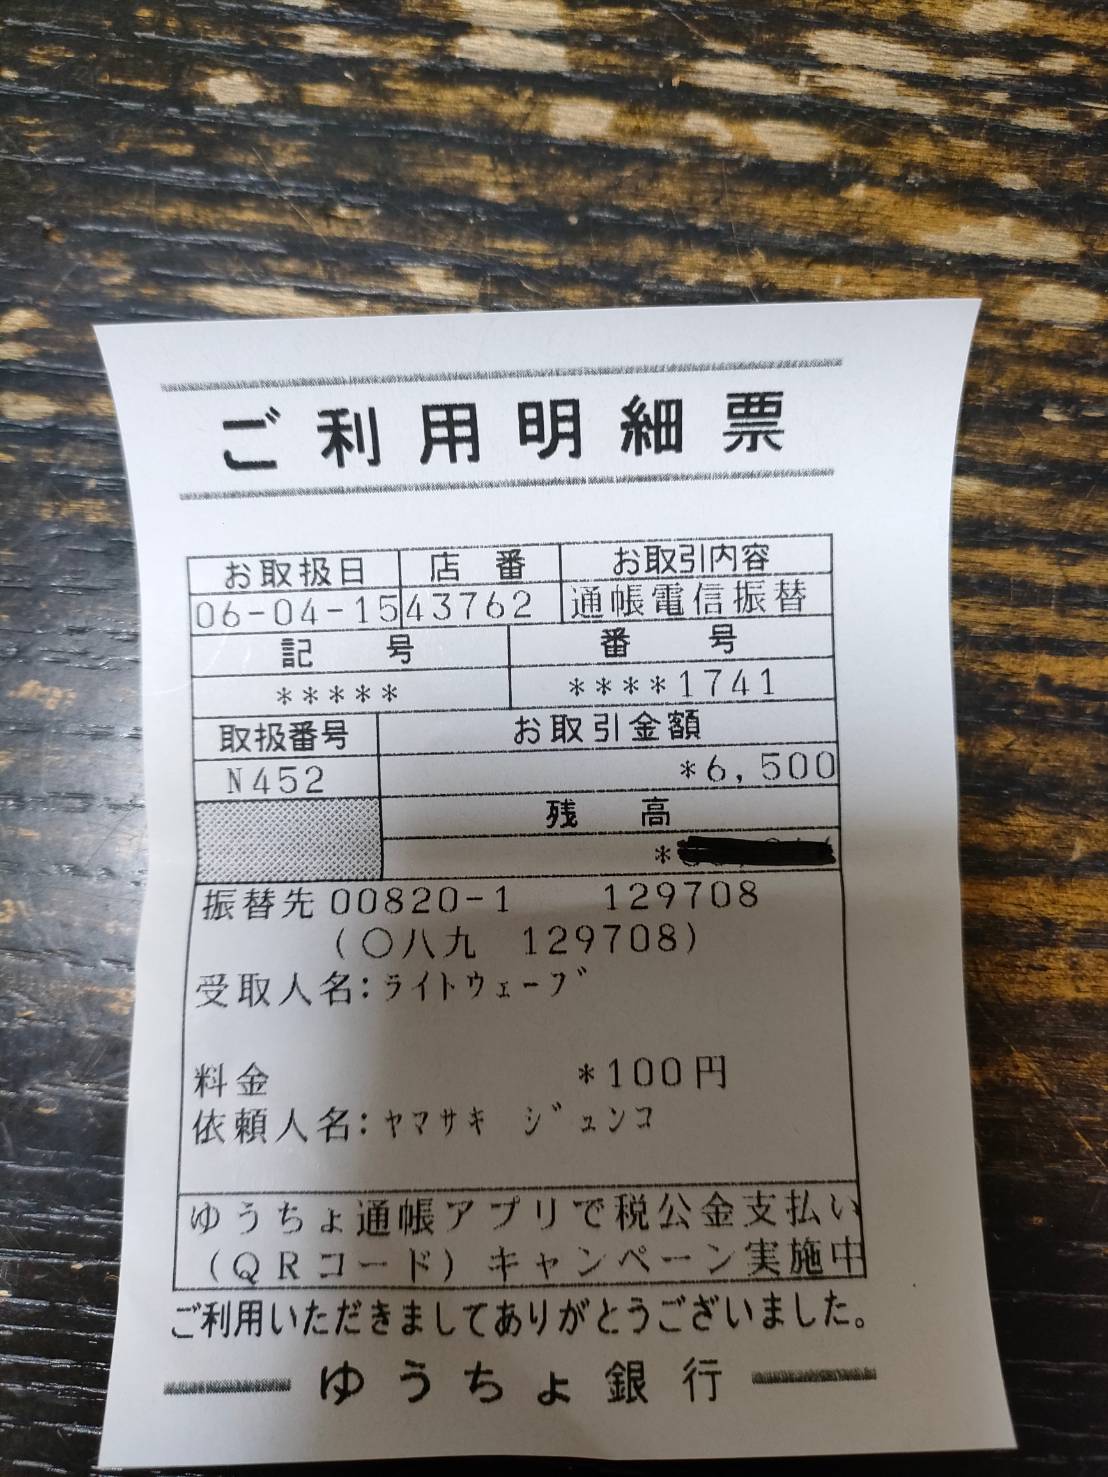 ご利用明細票
お取扱日 店番 お取引内容
06-04-15 43762 通帳電信振替
記号 番号
***** ****1741
取扱番号 お取引金額
N452 *6,500
残高
*
振替先 00820-1 129708
(〇八九 129708)
受取人名:ライトウェーブ
料金 *100円
依頼人名:ヤマサキ ジュンコ
ゆうちょ通帳アプリで税公金支払い
(QRコード)キャンペーン実施中
ご利用いただきましてありがとうございました。
ゆうちょ銀行